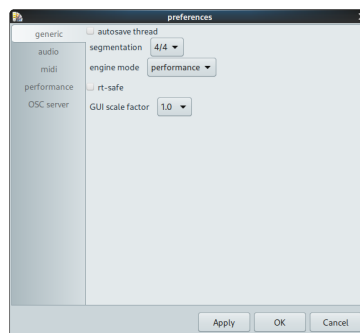 preferences
generic
audio
midi
performance
OSC server
autosave thread
segmentation 4/4
engine mode performance
rt-safe
GUI scale factor 1.0
Apply OK Cancel